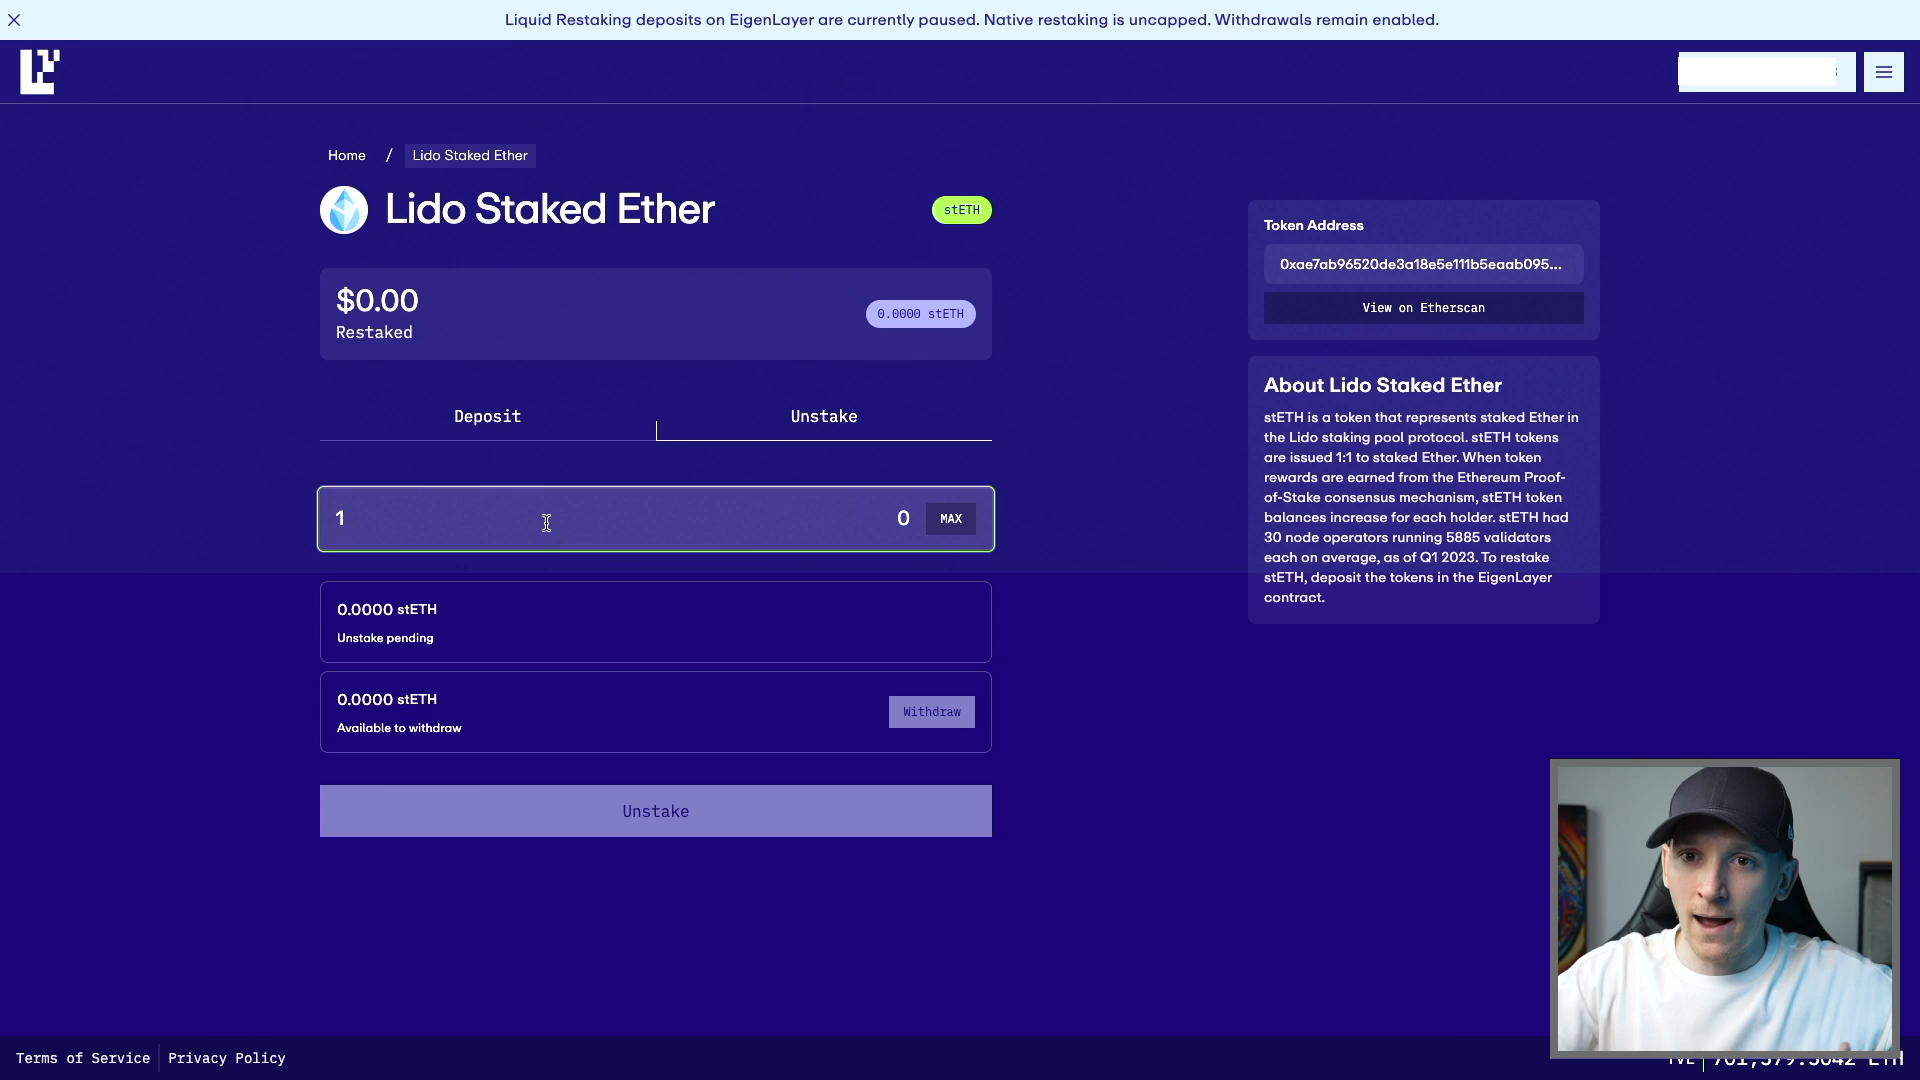 Liquid Restaking deposits on EigenLayer are currently paused. Native restaking is uncapped. Withdrawals remain enabled.
Home / Lido Staked Ether
Lido Staked Ether
stETH
$0.00
Restaked
0.0000 stETH
Deposit
Unstake
1
0
MAX
0.0000 stETH
Unstake pending
0.0000 stETH
Available to withdraw
Withdraw
Unstake
Token Address
0xae7ab96520de3a18e5e111b5eaab095...
View on Etherscan
About Lido Staked Ether
stETH is a token that represents staked Ether in
the Lido staking pool protocol. stETH tokens
are issued 1:1 to staked Ether. When token
rewards are earned from the Ethereum Proof-
of-Stake consensus mechanism, stETH token
balances increase for each holder. stETH had
30 node operators running 5885 validators
each on average, as of Q1 2023. To restake
stETH, deposit the tokens in the EigenLayer
contract.
Terms of Service
Privacy Policy